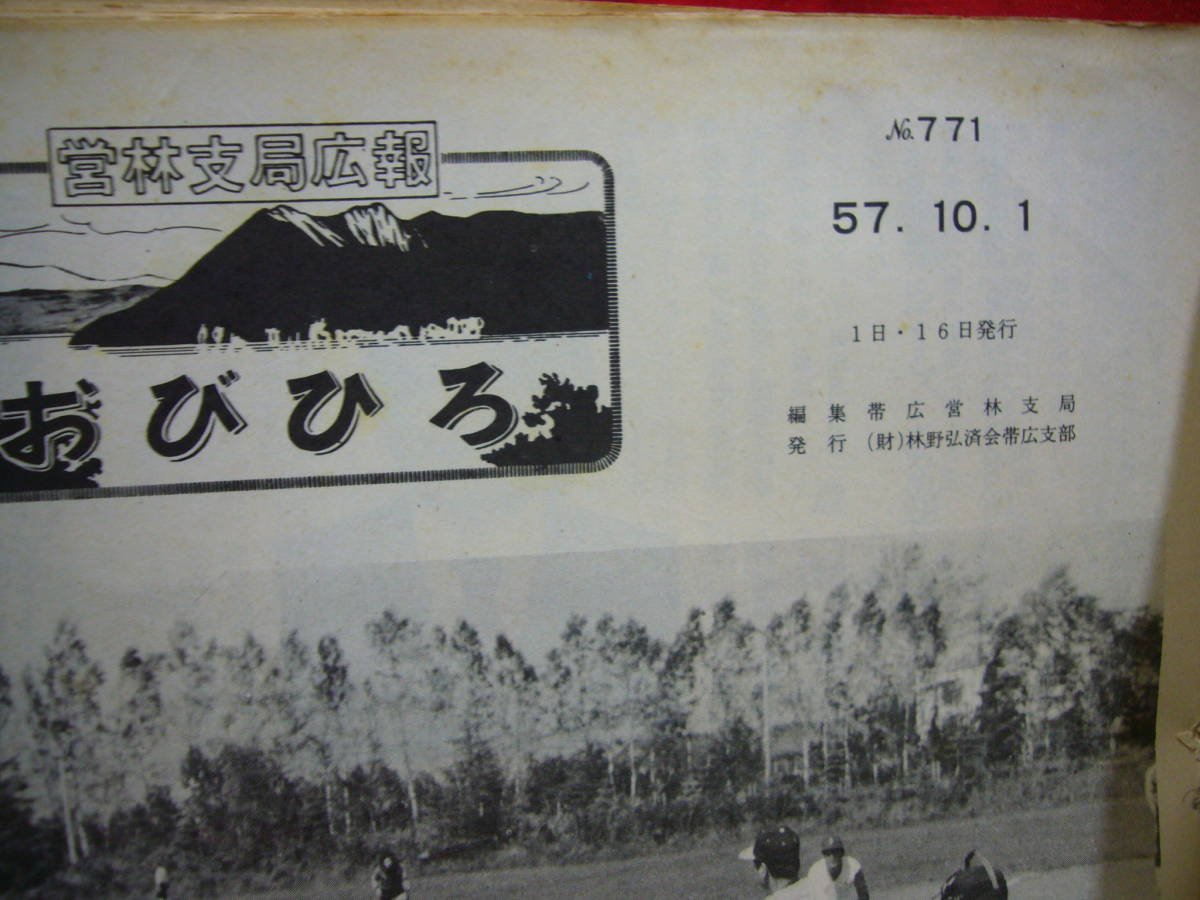 営林支局広報
おびひろ
No.771
57.10.1
1日・16日発行
編集帯広営林支局
発行(財)林野弘済会帯広支部